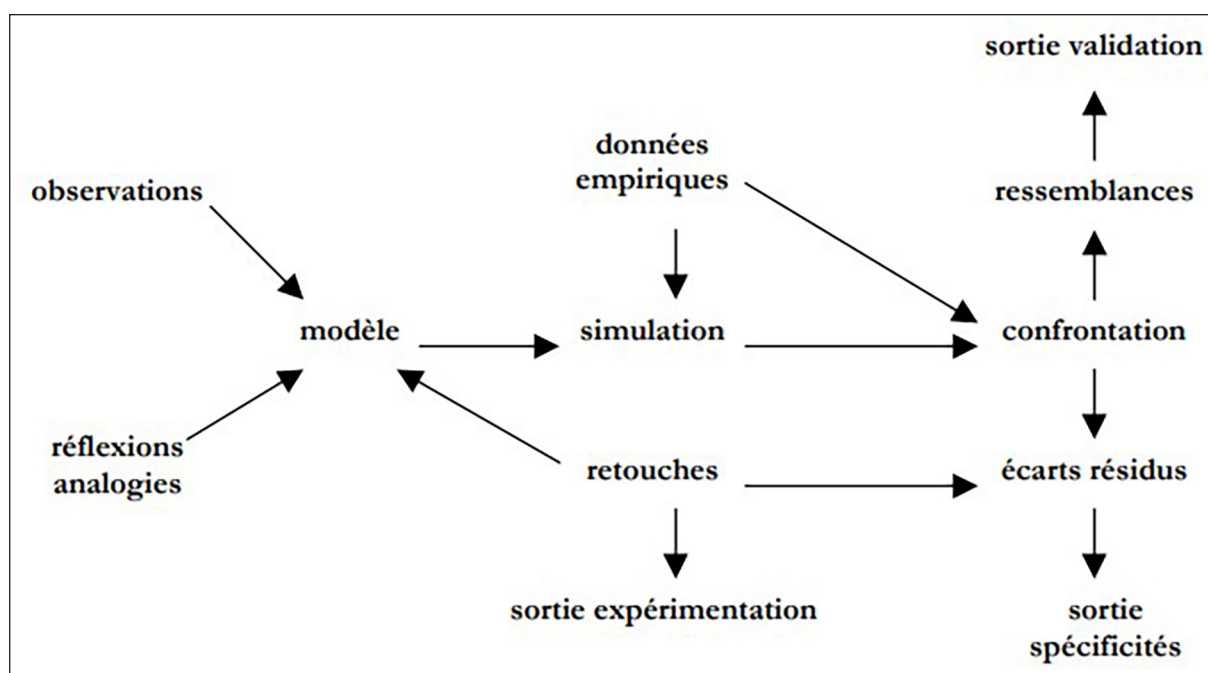 sortie validation
données
empiriques
observations
ressemblances
modèle
simulation
confrontation
réflexions
analogies
retouches
écarts résidus
sortie expérimentation
sortie
spécificités